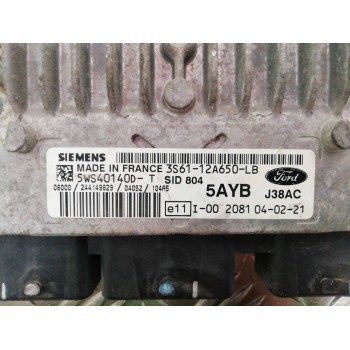 SIEMENS
MADE IN FRANCE 3S61-12A650-LB
5WS40140D- T SID 804
08000 / 244149829 / 04052 / 104A5
5AYB J38AC
Ford
e11 I-00 2081 04-02-21